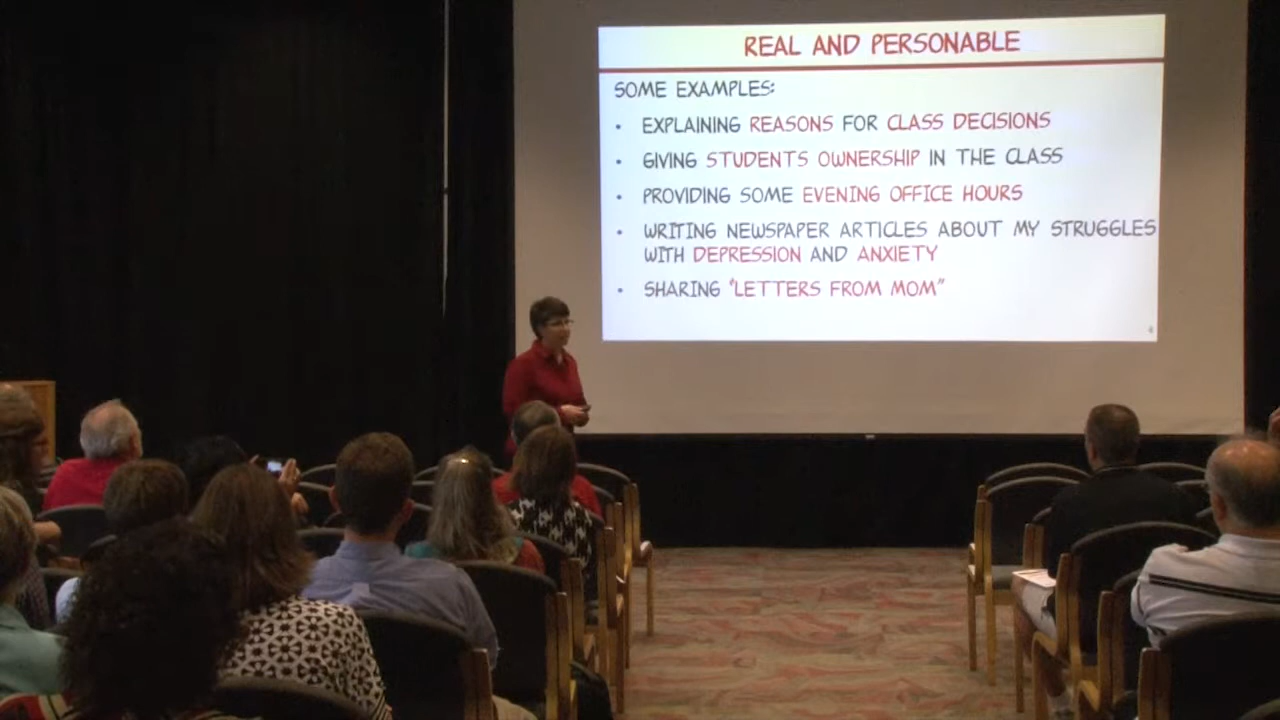 REAL AND PERSONABLE
SOME EXAMPLES:
• EXPLAINING REASONS FOR CLASS DECISIONS
• GIVING STUDENTS OWNERSHIP IN THE CLASS
• PROVIDING SOME EVENING OFFICE HOURS
• WRITING NEWSPAPER ARTICLES ABOUT MY STRUGGLES
WITH DEPRESSION AND ANXIETY
• SHARING "LETTERS FROM MOM"